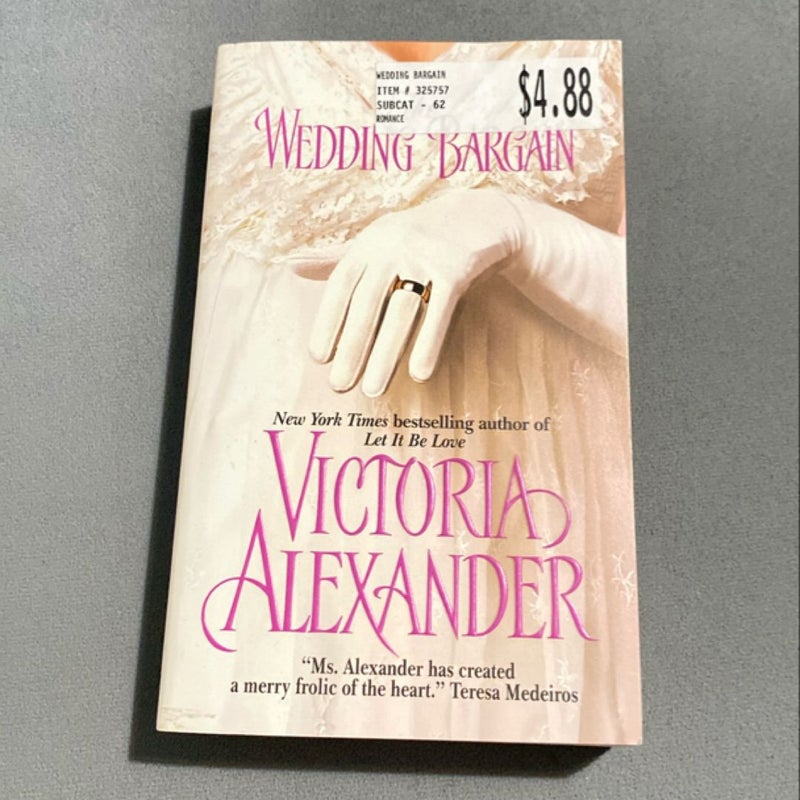 WEDDING BARGAIN
ITEM # 325757
SUBCAT - 62
ROMANCE
$4.88
WEDDING BARGAIN
New York Times bestselling author of
Let It Be Love
VICTORIA
ALEXANDER
“Ms. Alexander has created
a merry frolic of the heart.” Teresa Medeiros